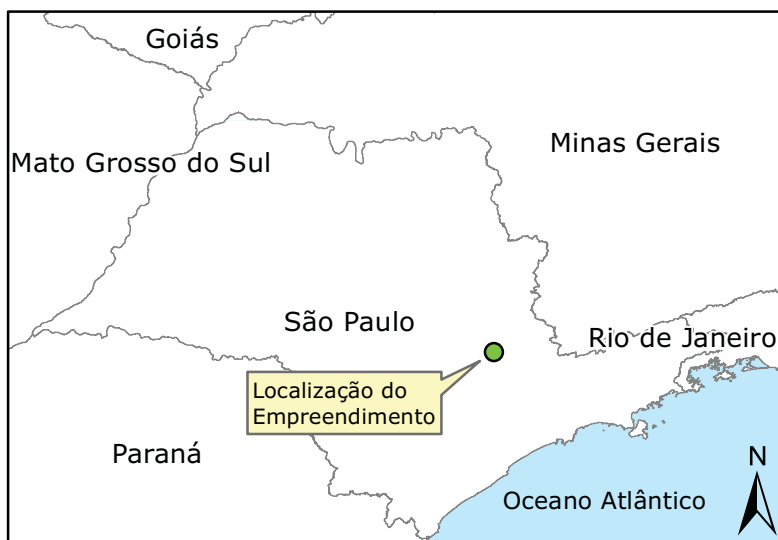 Goiás
Minas Gerais
Mato Grosso do Sul
São Paulo
Rio de Janeiro
Localização do
Empreendimento
Paraná
N
Oceano Atlântico